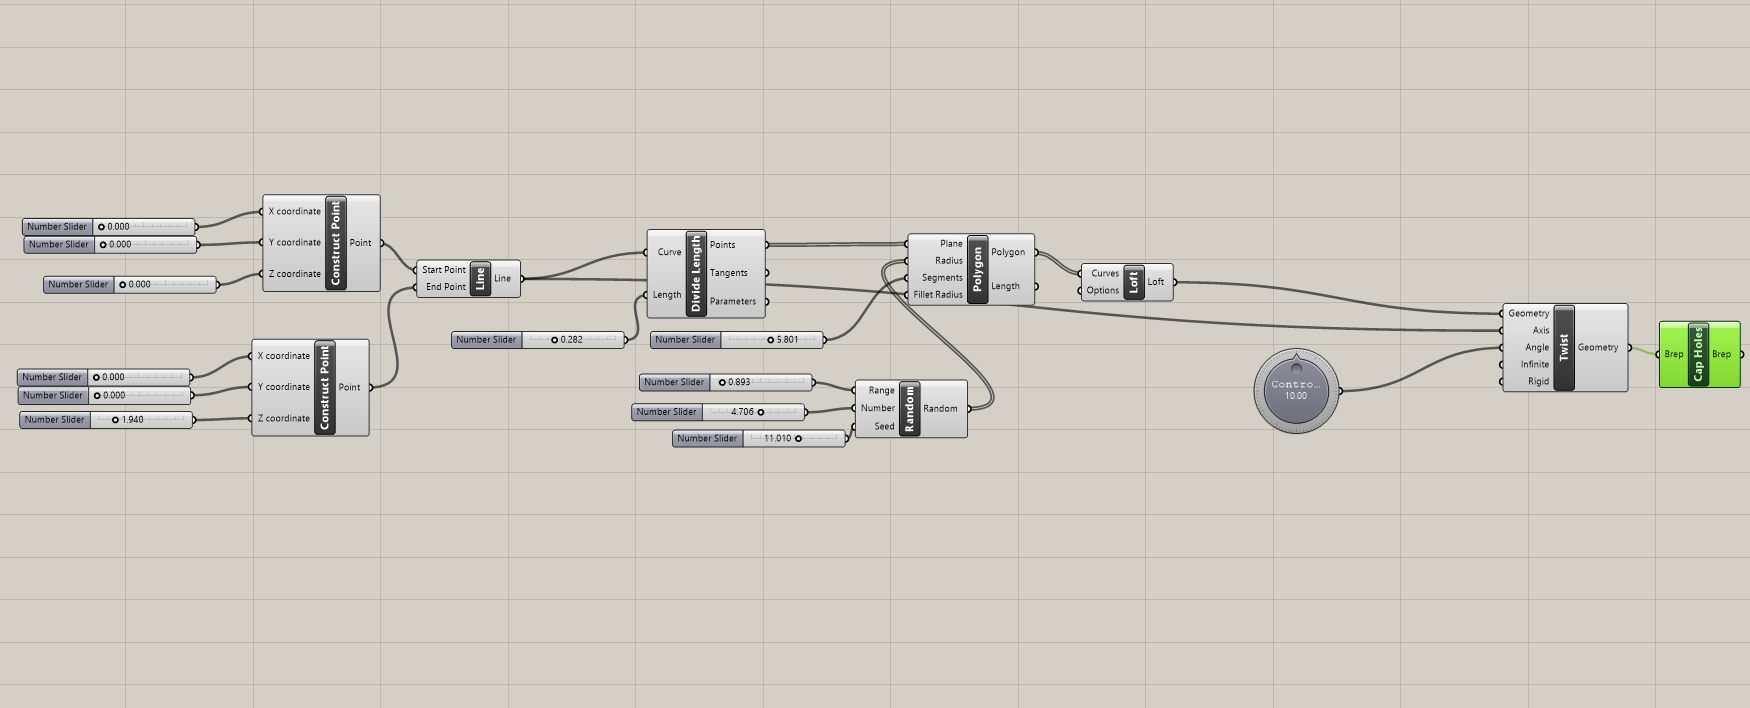 Number Slider 0.000
Number Slider 0.000
Number Slider 0.000
X coordinate
Y coordinate
Z coordinate
Construct Point
Point
Number Slider 0.000
Number Slider 0.000
Number Slider 1.940
X coordinate
Y coordinate
Z coordinate
Construct Point
Point
Start Point
End Point
Line
Line
Number Slider 0.282
Curve
Length
Divide Length
Points
Tangents
Parameters
Number Slider 5.801
Number Slider 0.893
Number Slider 4.706
Number Slider 11.010
Range
Number
Seed
Random
Random
Plane
Radius
Segments
Fillet Radius
Polygon
Polygon
Length
Curves
Options
Loft
Loft
Contro...
10.00
Geometry
Axis
Angle
Infinite
Rigid
Twist
Geometry
Brep
Cap Holes
Brep